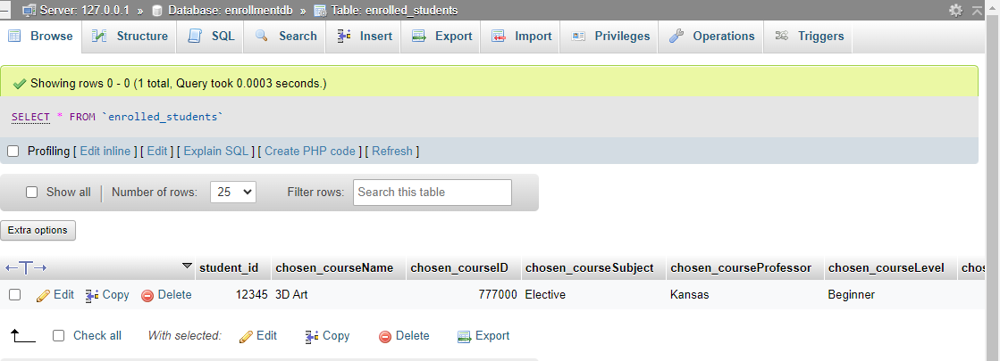 Server: 127.0.0.1 » Database: enrollmentdb » Table: enrolled_students
Browse Structure SQL Search Insert Export Import Privileges Operations Triggers
Showing rows 0 - 0 (1 total, Query took 0.0003 seconds.)
SELECT * FROM `enrolled_students`
Profiling [ Edit inline ] [ Edit ] [ Explain SQL ] [ Create PHP code ] [ Refresh ]
Show all Number of rows: 25 Filter rows: Search this table
Extra options
student_id chosen_courseName chosen_courseID chosen_courseSubject chosen_courseProfessor chosen_courseLevel
Edit Copy Delete 12345 3D Art 777000 Elective Kansas Beginner
Check all With selected: Edit Copy Delete Export